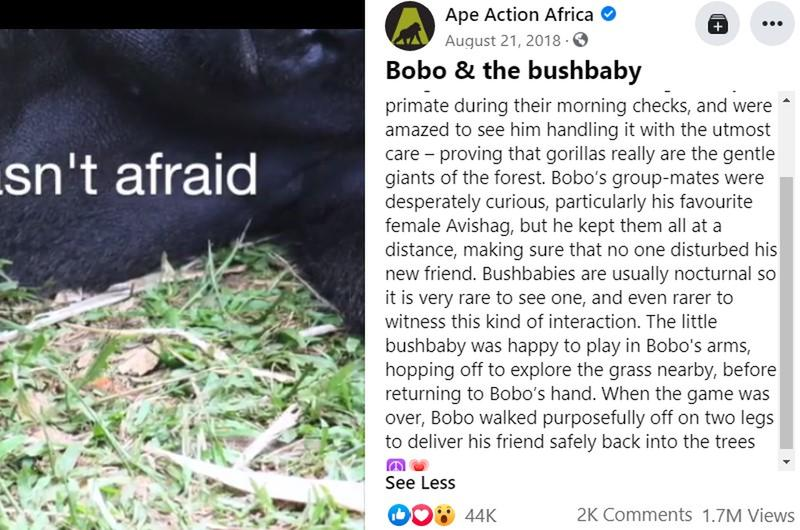 asn't afraid
Ape Action Africa
August 21, 2018 ·
Bobo & the bushbaby
primate during their morning checks, and were
amazed to see him handling it with the utmost
care – proving that gorillas really are the gentle
giants of the forest. Bobo's group-mates were
desperately curious, particularly his favourite
female Avishag, but he kept them all at a
distance, making sure that no one disturbed his
new friend. Bushbabies are usually nocturnal so
it is very rare to see one, and even rarer to
witness this kind of interaction. The little
bushbaby was happy to play in Bobo's arms,
hopping off to explore the grass nearby, before
returning to Bobo's hand. When the game was
over, Bobo walked purposefully off on two legs
to deliver his friend safely back into the trees
☮️💗
See Less
44K 2K Comments 1.7M Views